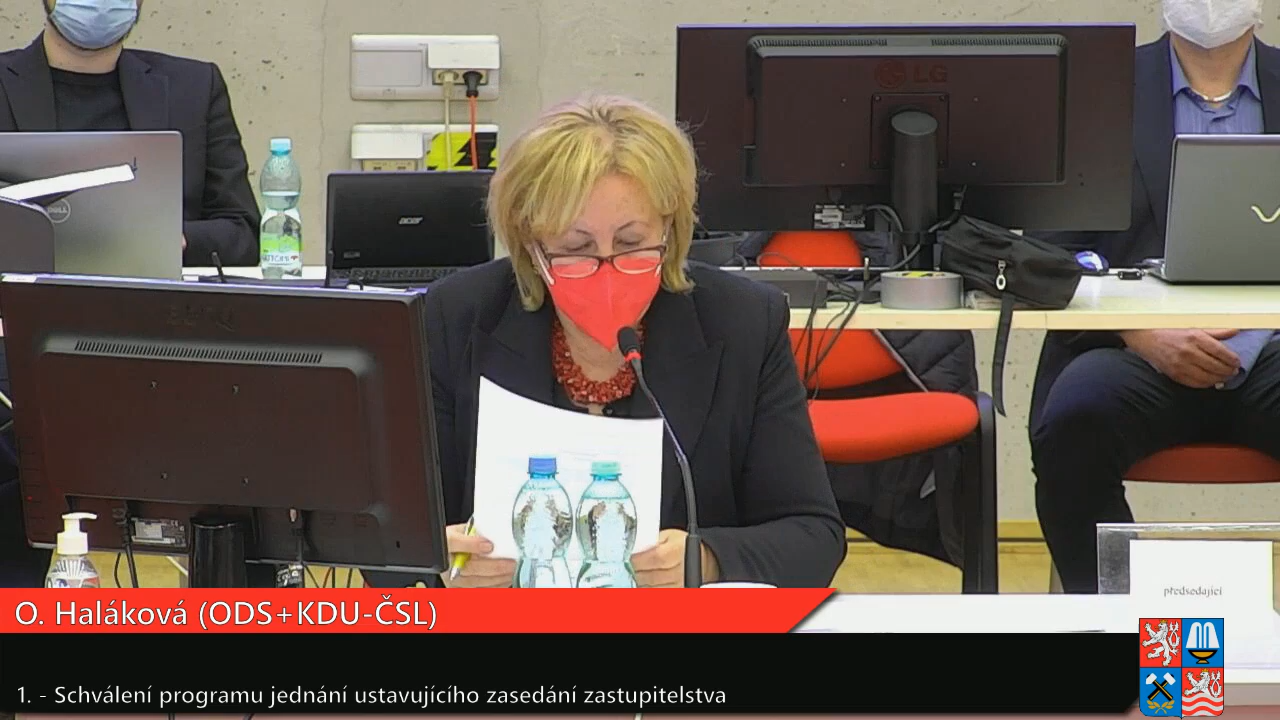 LG
acer
DELL
předsedající
O. Haláková (ODS+KDU-ČSL)
1. - Schválení programu jednání ustavujícího zasedání zastupitelstva